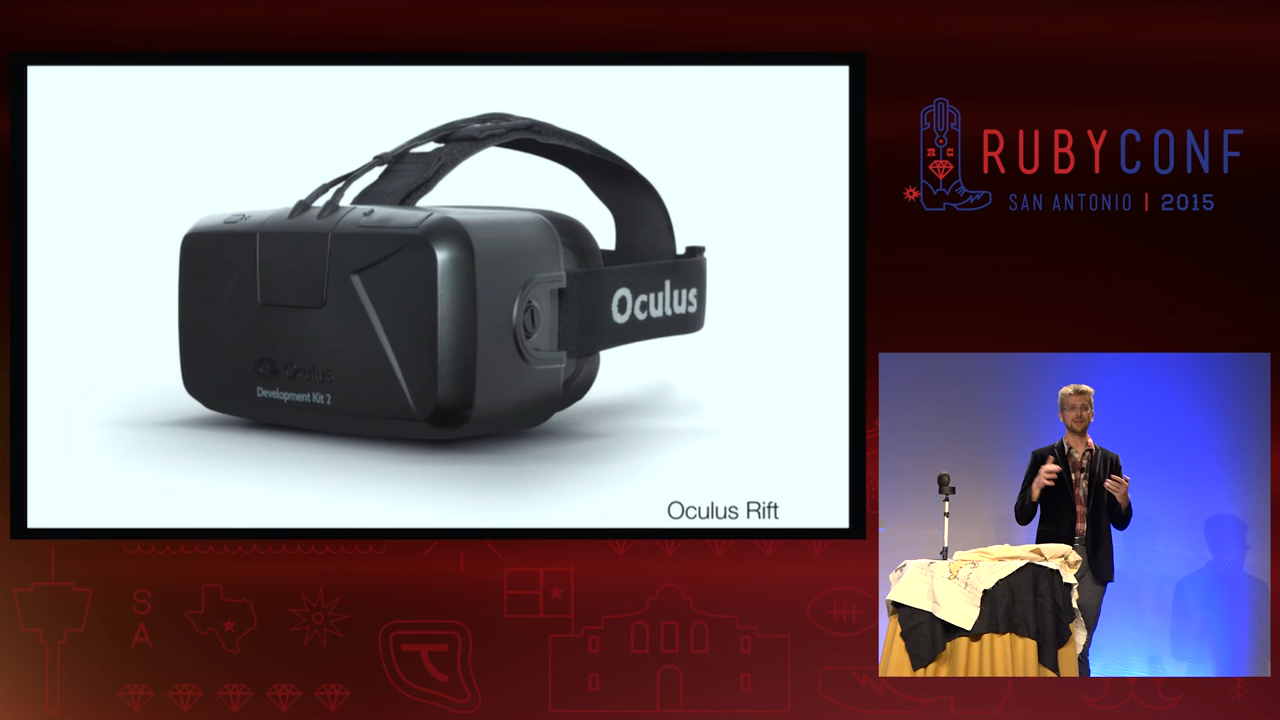 Oculus
Oculus
Development Kit 2
Oculus Rift
RUBYCONF
SAN ANTONIO | 2015
S
A